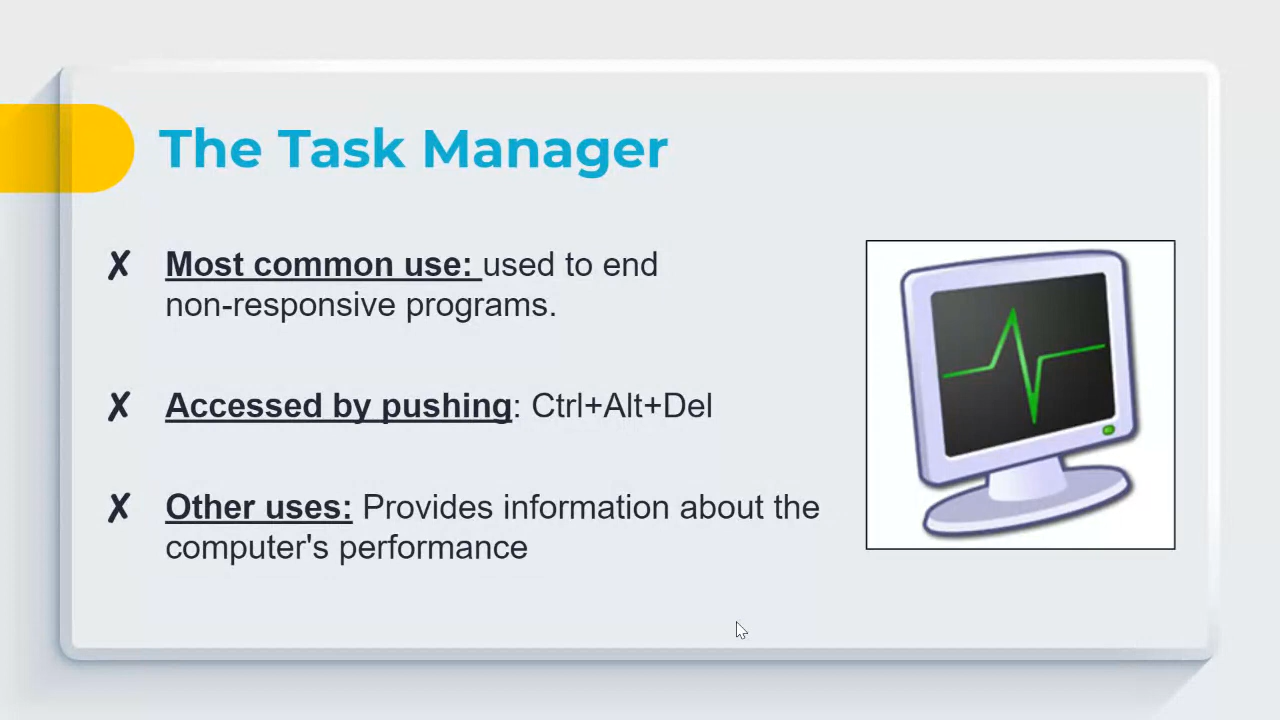 The Task Manager
✗ Most common use: used to end
non-responsive programs.
✗ Accessed by pushing: Ctrl+Alt+Del
✗ Other uses: Provides information about the
computer's performance